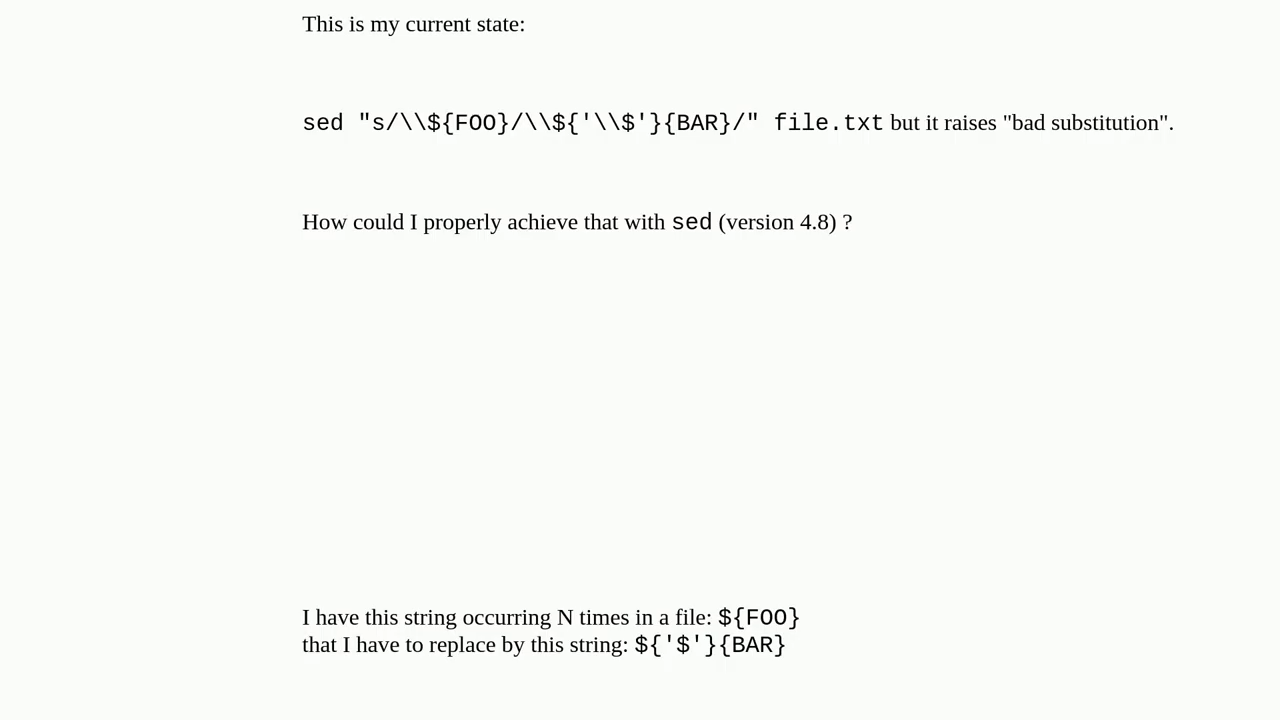 This is my current state:
sed "s/\\${FOO}/\\${'\\$'}{BAR}/" file.txt but it raises "bad substitution".
How could I properly achieve that with sed (version 4.8) ?
I have this string occurring N times in a file: ${FOO}
that I have to replace by this string: ${'$'}{BAR}